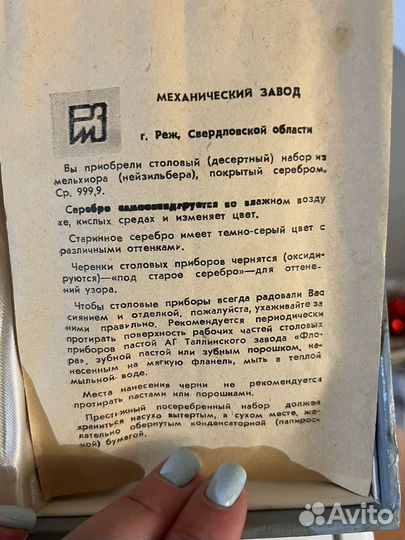 РМЗ
МЕХАНИЧЕСКИЙ ЗАВОД
г. Реж, Свердловской области
Вы приобрели столовый (десертный) набор из
мельхиора (нейзильбера), покрытый серебром.
Ср. 999,9.
Серебро во влажном возду-
хе, кислых средах и изменяет цвет.
Старинное серебро имеет темно-серый цвет с
различными оттенками.
Черенки столовых приборов чернятся (оксиди-
руются)—«под старое серебро»—для оттене-
ний узора.
Чтобы столовые приборы всегда радовали Вас
сиянием и отделкой, пожалуйста, ухаживайте за
ними правильно. Рекомендуется периодически
протирать поверхность рабочих частей столовых
приборов пастой АГ Таллинского завода «Фло-
ра», зубной пастой или зубным порошком, на-
несенным на мягкую фланель, мыть в теплой
мыльной воде.
Места нанесения черни не рекомендуется
протирать пастами или порошками.
Престижный посеребренный набор должен
храниться насухо вытертым, в сухом месте, же-
лательно обернутым конденсаторной (папирос-
ной) бумагой.
Avito